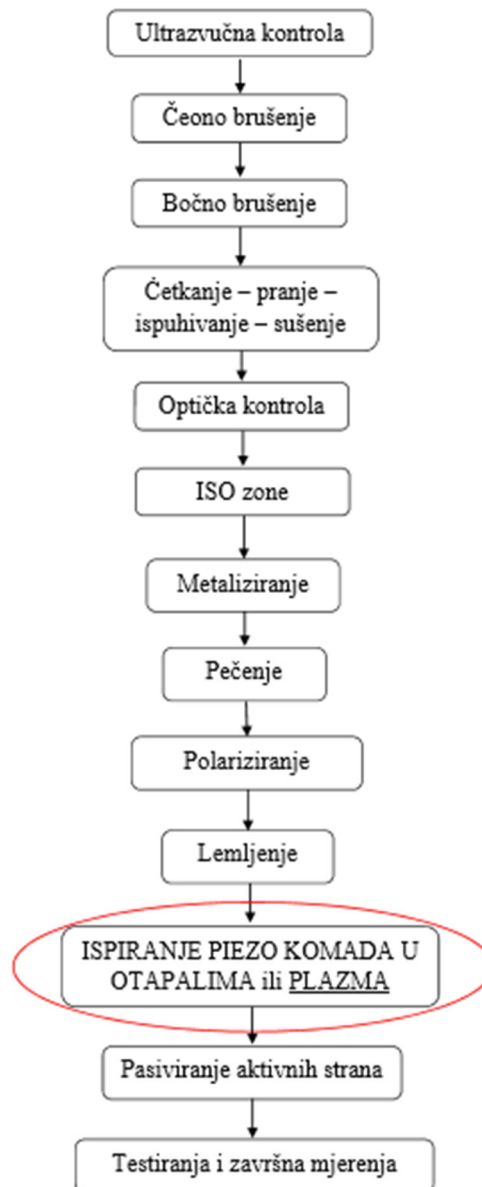 Ultrazvučna kontrola
Čeono brušenje
Bočno brušenje
Četkanje – pranje –
ispuhivanje – sušenje
Optička kontrola
ISO zone
Metaliziranje
Pečenje
Polariziranje
Lemljenje
ISPIRANJE PIEZO KOMADA U
OTAPALIMA ili PLAZMA
Pasiviranje aktivnih strana
Testiranja i završna mjerenja